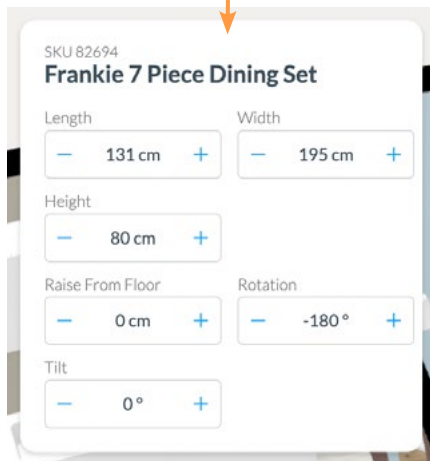 SKU 82694
Frankie 7 Piece Dining Set
Length Width
− 131 cm + − 195 cm +
Height
− 80 cm +
Raise From Floor Rotation
− 0 cm + − -180 ° +
Tilt
− 0 ° +